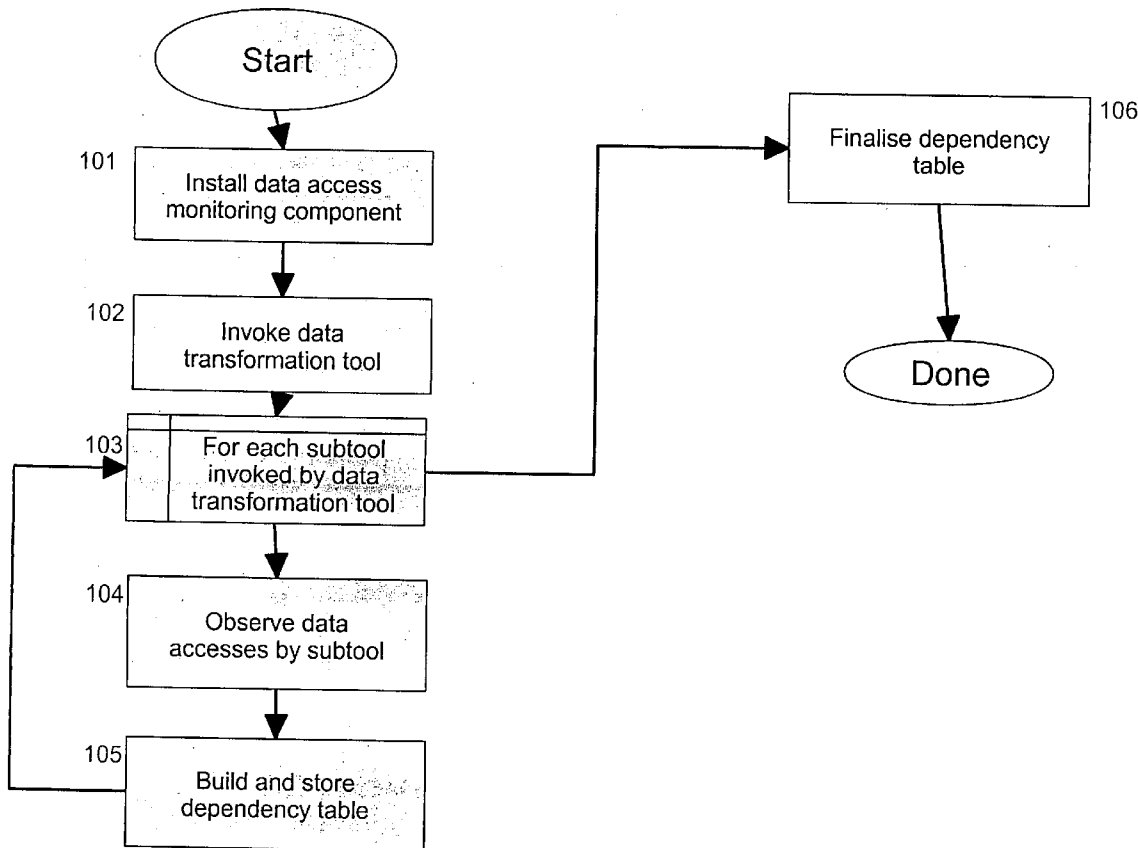 Start
101
Install data access
monitoring component
102
Invoke data
transformation tool
103
For each subtool
invoked by data
transformation tool
104
Observe data
accesses by subtool
105
Build and store
dependency table
106
Finalise dependency
table
Done